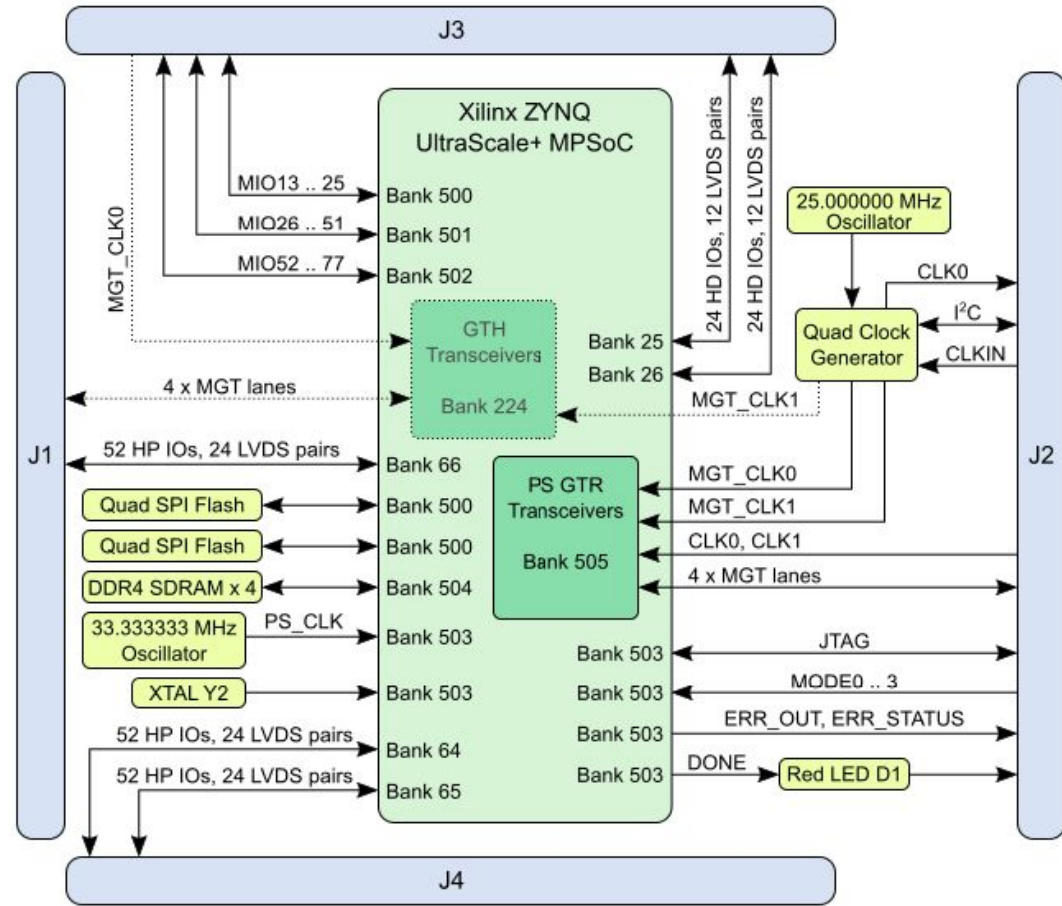 J3
Xilinx ZYNQ
UltraScale+ MPSoC
MGT_CLK0
MIO13 .. 25
Bank 500
MIO26 .. 51
Bank 501
MIO52 .. 77
Bank 502
24 HD IOs, 12 LVDS pairs
24 HD IOs, 12 LVDS pairs
25.000000 MHz
Oscillator
CLK0
I²C
CLKIN
Quad Clock
Generator
GTH
Transceivers
Bank 224
Bank 25
Bank 26
MGT_CLK1
4 x MGT lanes
J1
J2
52 HP IOs, 24 LVDS pairs
Bank 66
Quad SPI Flash
Bank 500
Quad SPI Flash
Bank 500
DDR4 SDRAM x 4
Bank 504
33.333333 MHz
Oscillator
PS_CLK
Bank 503
XTAL Y2
Bank 503
52 HP IOs, 24 LVDS pairs
Bank 64
52 HP IOs, 24 LVDS pairs
Bank 65
PS GTR
Transceivers
Bank 505
MGT_CLK0
MGT_CLK1
CLK0, CLK1
4 x MGT lanes
Bank 503
JTAG
Bank 503
MODE0 .. 3
Bank 503
ERR_OUT, ERR_STATUS
Bank 503
DONE
Red LED D1
J4